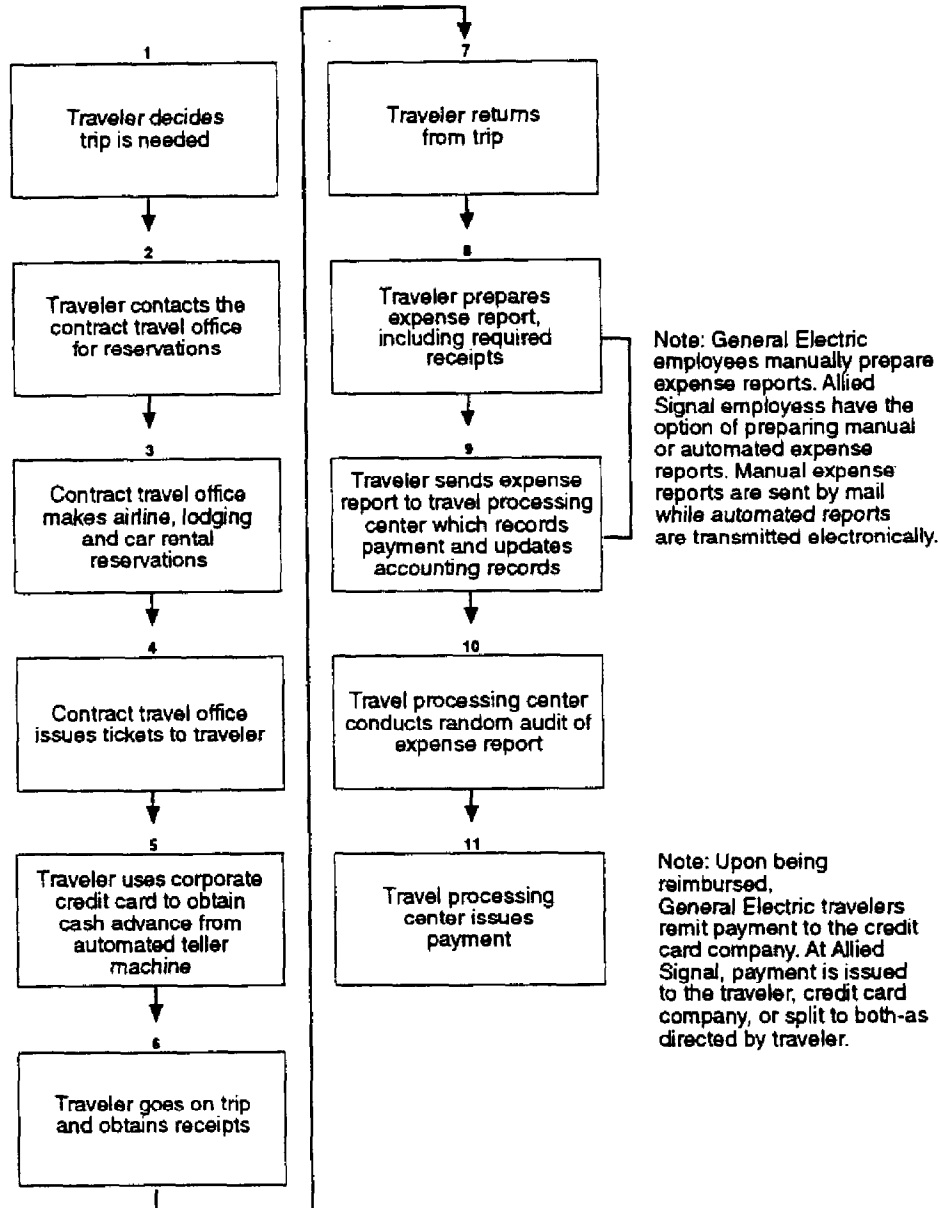 1
Traveler decides
trip is needed
2
Traveler contacts the
contract travel office
for reservations
3
Contract travel office
makes airline, lodging
and car rental
reservations
4
Contract travel office
issues tickets to traveler
5
Traveler uses corporate
credit card to obtain
cash advance from
automated teller
machine
6
Traveler goes on trip
and obtains receipts
7
Traveler returns
from trip
8
Traveler prepares
expense report,
including required
receipts
9
Traveler sends expense
report to travel processing
center which records
payment and updates
accounting records
10
Travel processing center
conducts random audit of
expense report
11
Travel processing
center issues
payment
Note: General Electric
employees manually prepare
expense reports. Allied
Signal employess have the
option of preparing manual
or automated expense
reports. Manual expense
reports are sent by mail
while automated reports
are transmitted electronically.
Note: Upon being
reimbursed,
General Electric travelers
remit payment to the credit
card company. At Allied
Signal, payment is issued
to the traveler, credit card
company, or split to both-as
directed by traveler.